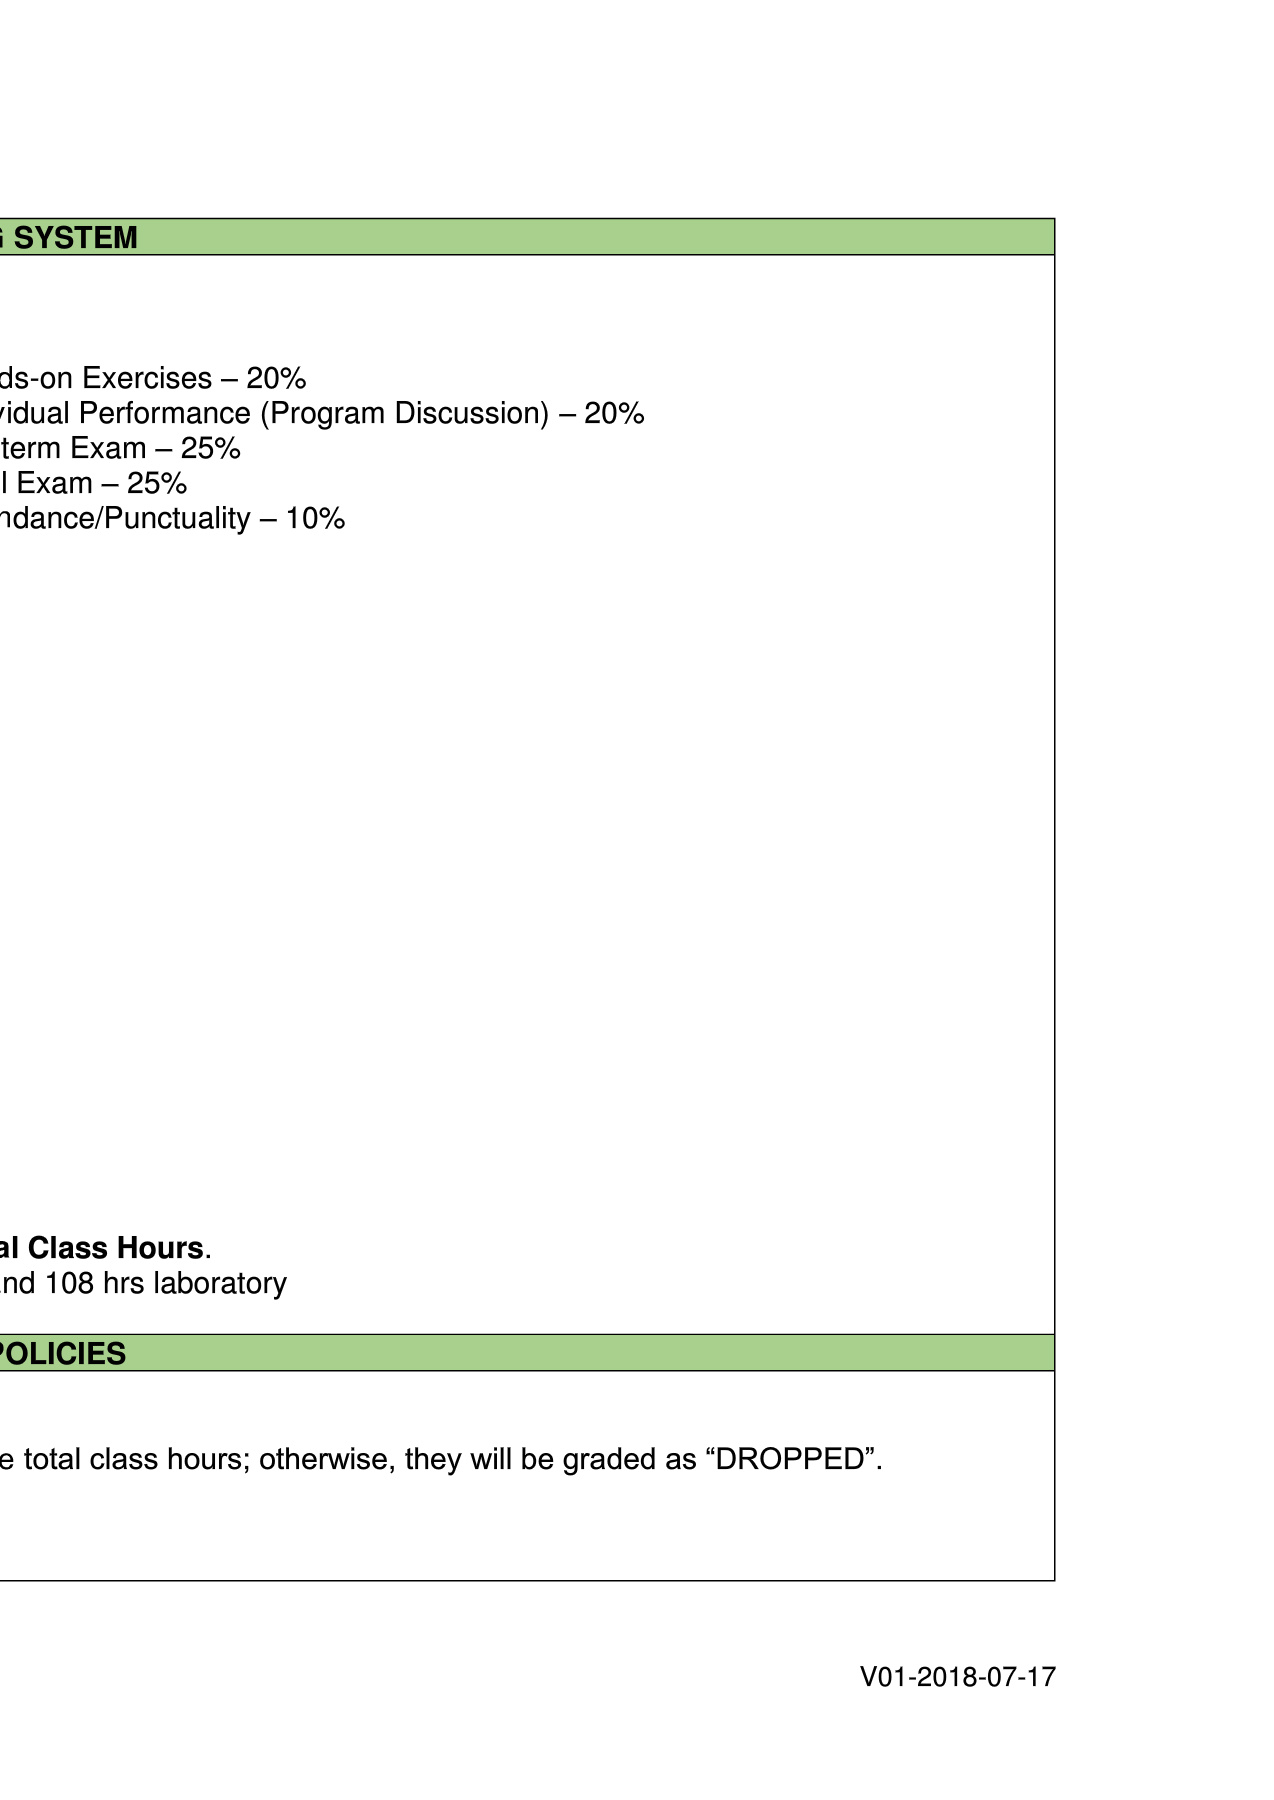 SYSTEM
ds-on Exercises – 20%
vidual Performance (Program Discussion) – 20%
term Exam – 25%
l Exam – 25%
ndance/Punctuality – 10%
al Class Hours.
nd 108 hrs laboratory
POLICIES
e total class hours; otherwise, they will be graded as “DROPPED”.
V01-2018-07-17